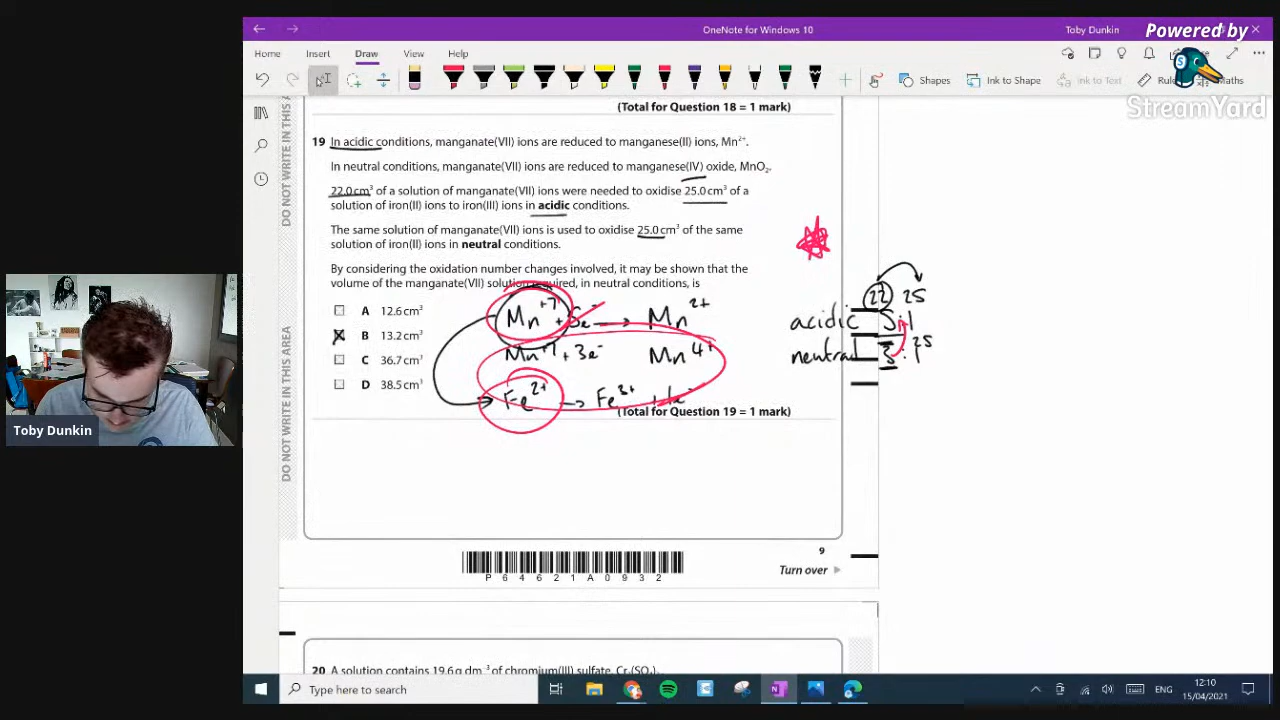 OneNote for Windows 10
Toby Dunkin
Powered by
StreamYard
Home Insert Draw View Help
Shapes Ink to Shape Ink to Text Ruler Maths
DO NOT WRITE IN THIS AREA
DO NOT WRITE IN THIS AREA
(Total for Question 18 = 1 mark)
19 In acidic conditions, manganate(VII) ions are reduced to manganese(II) ions, Mn²⁺.
In neutral conditions, manganate(VII) ions are reduced to manganese(IV) oxide, MnO₂.
22.0 cm³ of a solution of manganate(VII) ions were needed to oxidise 25.0 cm³ of a
solution of iron(II) ions to iron(III) ions in acidic conditions.
The same solution of manganate(VII) ions is used to oxidise 25.0 cm³ of the same
solution of iron(II) ions in neutral conditions.
By considering the oxidation number changes involved, it may be shown that the
volume of the manganate(VII) solution required, in neutral conditions, is
A 12.6 cm³
B 13.2 cm³
C 36.7 cm³
D 38.5 cm³
Mn⁺⁷ + 5e⁻ → Mn²⁺
Mn⁺⁷ + 3e⁻ Mn⁴⁺
Fe²⁺ → Fe³⁺ + 1e⁻
22 25
acidic 5:1
neutral 3:1 25
(Total for Question 19 = 1 mark)
9
P64621A0932
Turn over
20 A solution contains 19.6 g dm⁻³ of chromium(III) sulfate, Cr₂(SO₄)₃.
Toby Dunkin
Type here to search
ENG
12:10
15/04/2021